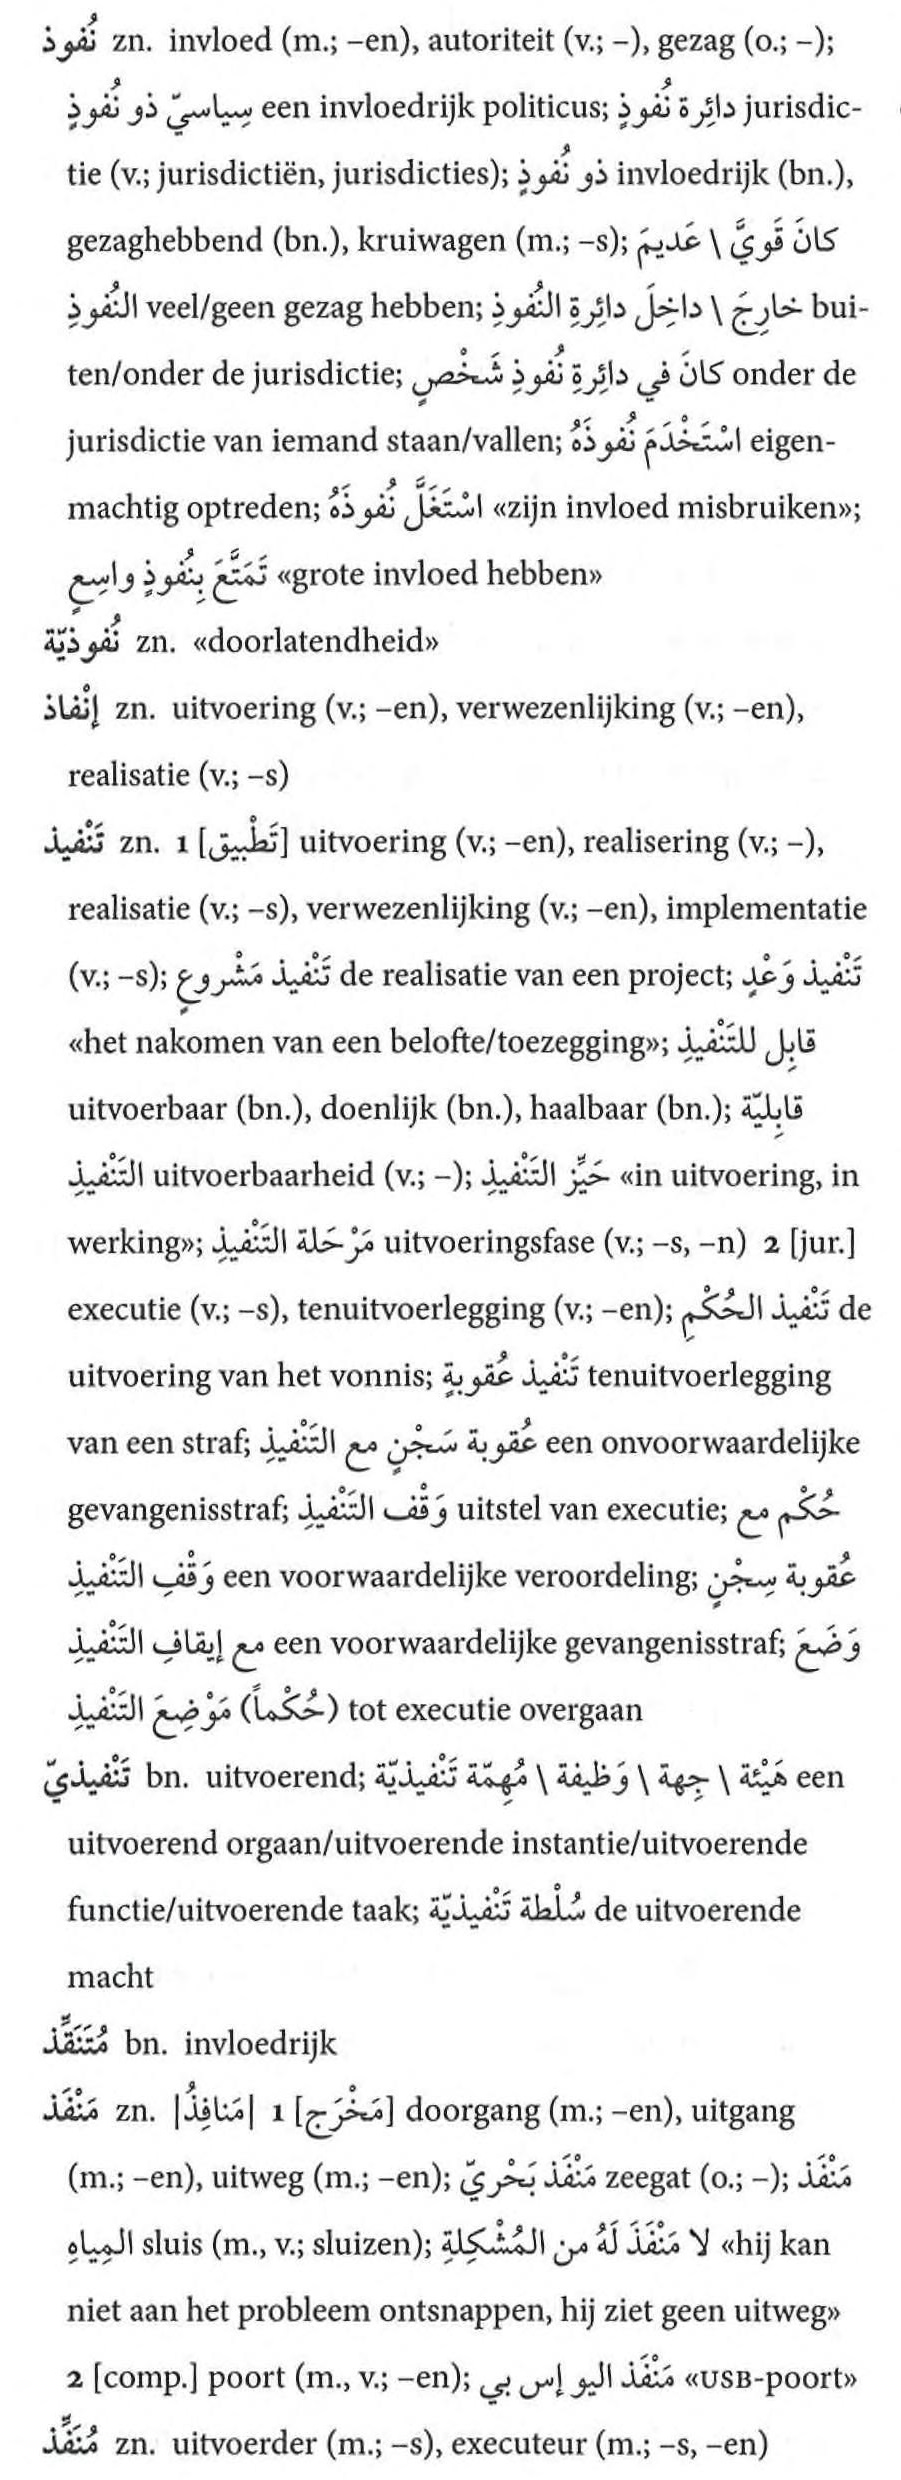 نُفوذ zn. invloed (m.; –en), autoriteit (v.; –), gezag (o.; –);
سِياسيّ ذو نُفوذٍ een invloedrijk politicus; دائِرة نُفوذٍ jurisdic-
tie (v.; jurisdictiën, jurisdicties); ذو نُفوذٍ invloedrijk (bn.),
gezaghebbend (bn.), kruiwagen (m.; –s); كانَ قَويَّ \ عَديمَ
النُفوذِ veel/geen gezag hebben; خارِجَ \ داخِلَ دائِرةِ النُفوذِ bui-
ten/onder de jurisdictie; كانَ في دائِرةِ نُفوذِ شَخْصٍ onder de
jurisdictie van iemand staan/vallen; اسْتَخْدَمَ نُفوذَهُ eigen-
machtig optreden; اسْتَغَلَّ نُفوذَهُ «zijn invloed misbruiken»;
تَمَتَّعَ بِنُفوذٍ واسِعٍ «grote invloed hebben»
نُفوذيّة zn. «doorlatendheid»
إنْفاذ zn. uitvoering (v.; –en), verwezenlijking (v.; –en),
realisatie (v.; –s)
تَنْفيذ zn. 1 [تَطْبيق] uitvoering (v.; –en), realisering (v.; –),
realisatie (v.; –s), verwezenlijking (v.; –en), implementatie
(v.; –s); تَنْفيذ مَشْروعٍ de realisatie van een project; تَنْفيذ وَعْدٍ
«het nakomen van een belofte/toezegging»; قابِل للتَنْفيذِ
uitvoerbaar (bn.), doenlijk (bn.), haalbaar (bn.); قابِليّة
التَنْفيذِ uitvoerbaarheid (v.; –); حَيِّز التَنْفيذِ «in uitvoering, in
werking»; مَرْحَلة التَنْفيذِ uitvoeringsfase (v.; –s, –n) 2 [jur.]
executie (v.; –s), tenuitvoerlegging (v.; –en); تَنْفيذ الحُكْمِ de
uitvoering van het vonnis; تَنْفيذ عُقوبةٍ tenuitvoerlegging
van een straf; عُقوبة سَجْنٍ مع التَنْفيذِ een onvoorwaardelijke
gevangenisstraf; وَقْف التَنْفيذِ uitstel van executie; حُكْم مع
وَقْفِ التَنْفيذِ een voorwaardelijke veroordeling; عُقوبة سِجْنٍ
مع إيقافِ التَنْفيذِ een voorwaardelijke gevangenisstraf; وَضَعَ
(حُكْماً) مَوْضِعَ التَنْفيذِ tot executie overgaan
تَنْفيذيّ bn. uitvoerend; هَيْئة \ جِهة \ وَظيفة \ مُهِمّة تَنْفيذيّة een
uitvoerend orgaan/uitvoerende instantie/uitvoerende
functie/uitvoerende taak; سُلْطة تَنْفيذيّة de uitvoerende
macht
مُتَنَفِّذ bn. invloedrijk
مَنْفَذ zn. |مَنافِذُ| 1 [مَخْرَج] doorgang (m.; –en), uitgang
(m.; –en), uitweg (m.; –en); مَنْفَذ بَحْريّ zeegat (o.; –); مَنْفَذ
المِياهِ sluis (m., v.; sluizen); لا مَنْفَذَ لَهُ من المُشْكِلةِ «hij kan
niet aan het probleem ontsnappen, hij ziet geen uitweg»
2 [comp.] poort (m., v.; –en); مَنْفَذ اليو إس بي «USB-poort»
مُنَفِّذ zn. uitvoerder (m.; –s), executeur (m.; –s, –en)